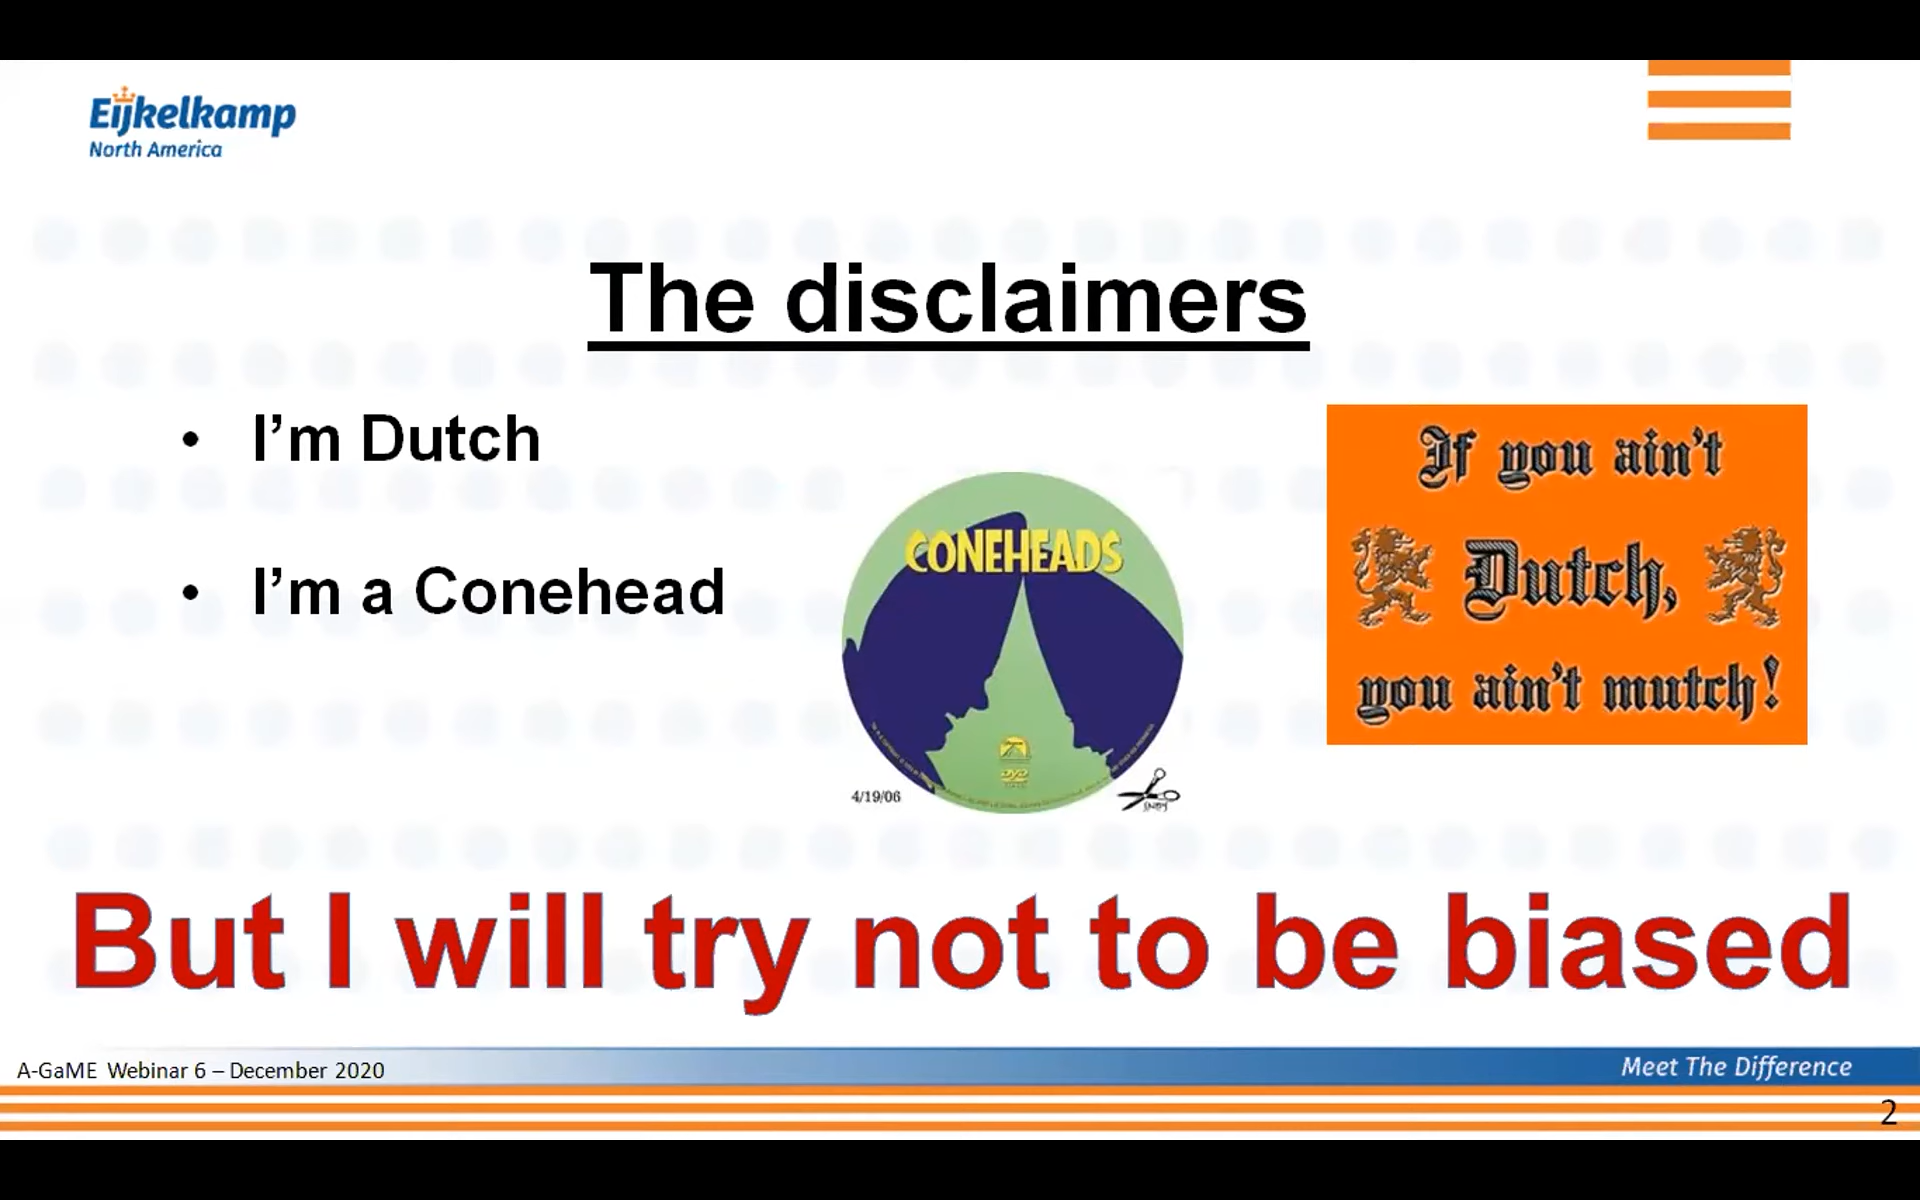 Eijkelkamp
North America
The disclaimers
• I’m Dutch
• I’m a Conehead
CONEHEADS
DVD
4/19/06
If you ain't
Dutch,
you ain't mutch!
But I will try not to be biased
A-GaME Webinar 6 – December 2020
Meet The Difference
2